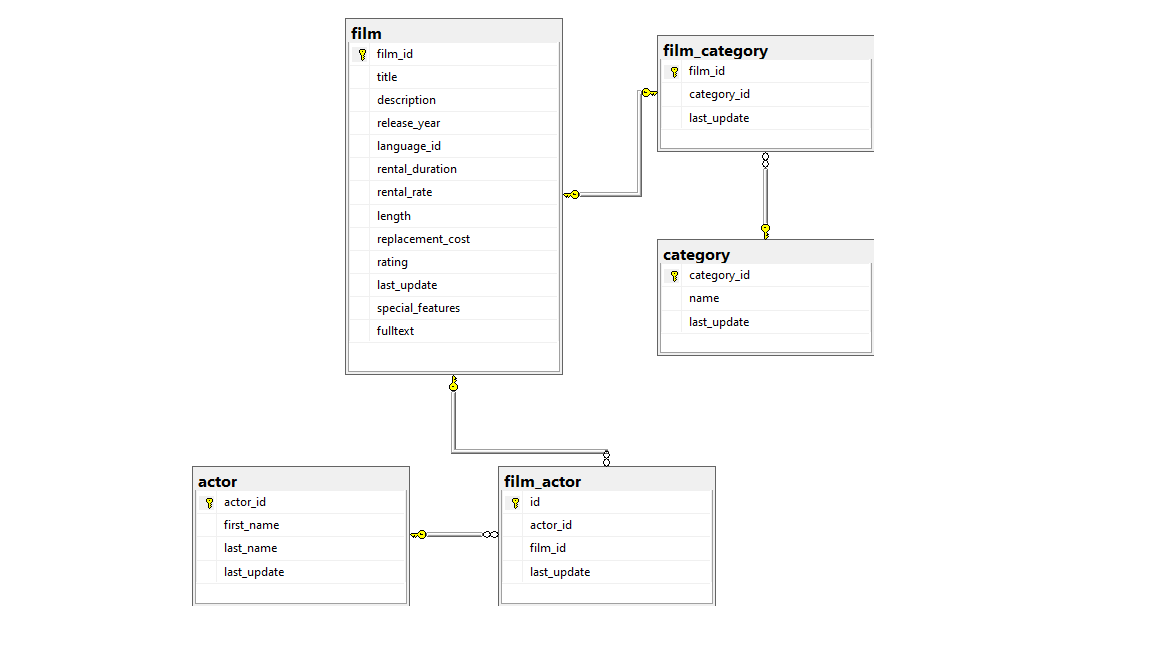 film
film_id
title
description
release_year
language_id
rental_duration
rental_rate
length
replacement_cost
rating
last_update
special_features
fulltext
film_category
film_id
category_id
last_update
category
category_id
name
last_update
actor
actor_id
first_name
last_name
last_update
film_actor
id
actor_id
film_id
last_update